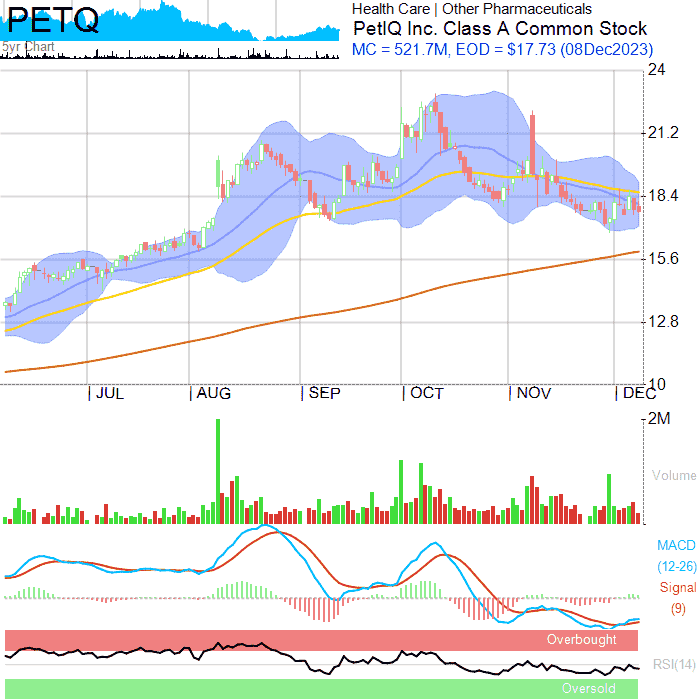 PETQ
5yr Chart
Health Care | Other Pharmaceuticals
PetIQ Inc. Class A Common Stock
MC = 521.7M, EOD = $17.73 (08Dec2023)
24
21.2
18.4
15.6
12.8
10
JUL AUG SEP OCT NOV DEC
2M
Volume
MACD
(12-26)
Signal
(9)
Overbought
RSI(14)
Oversold